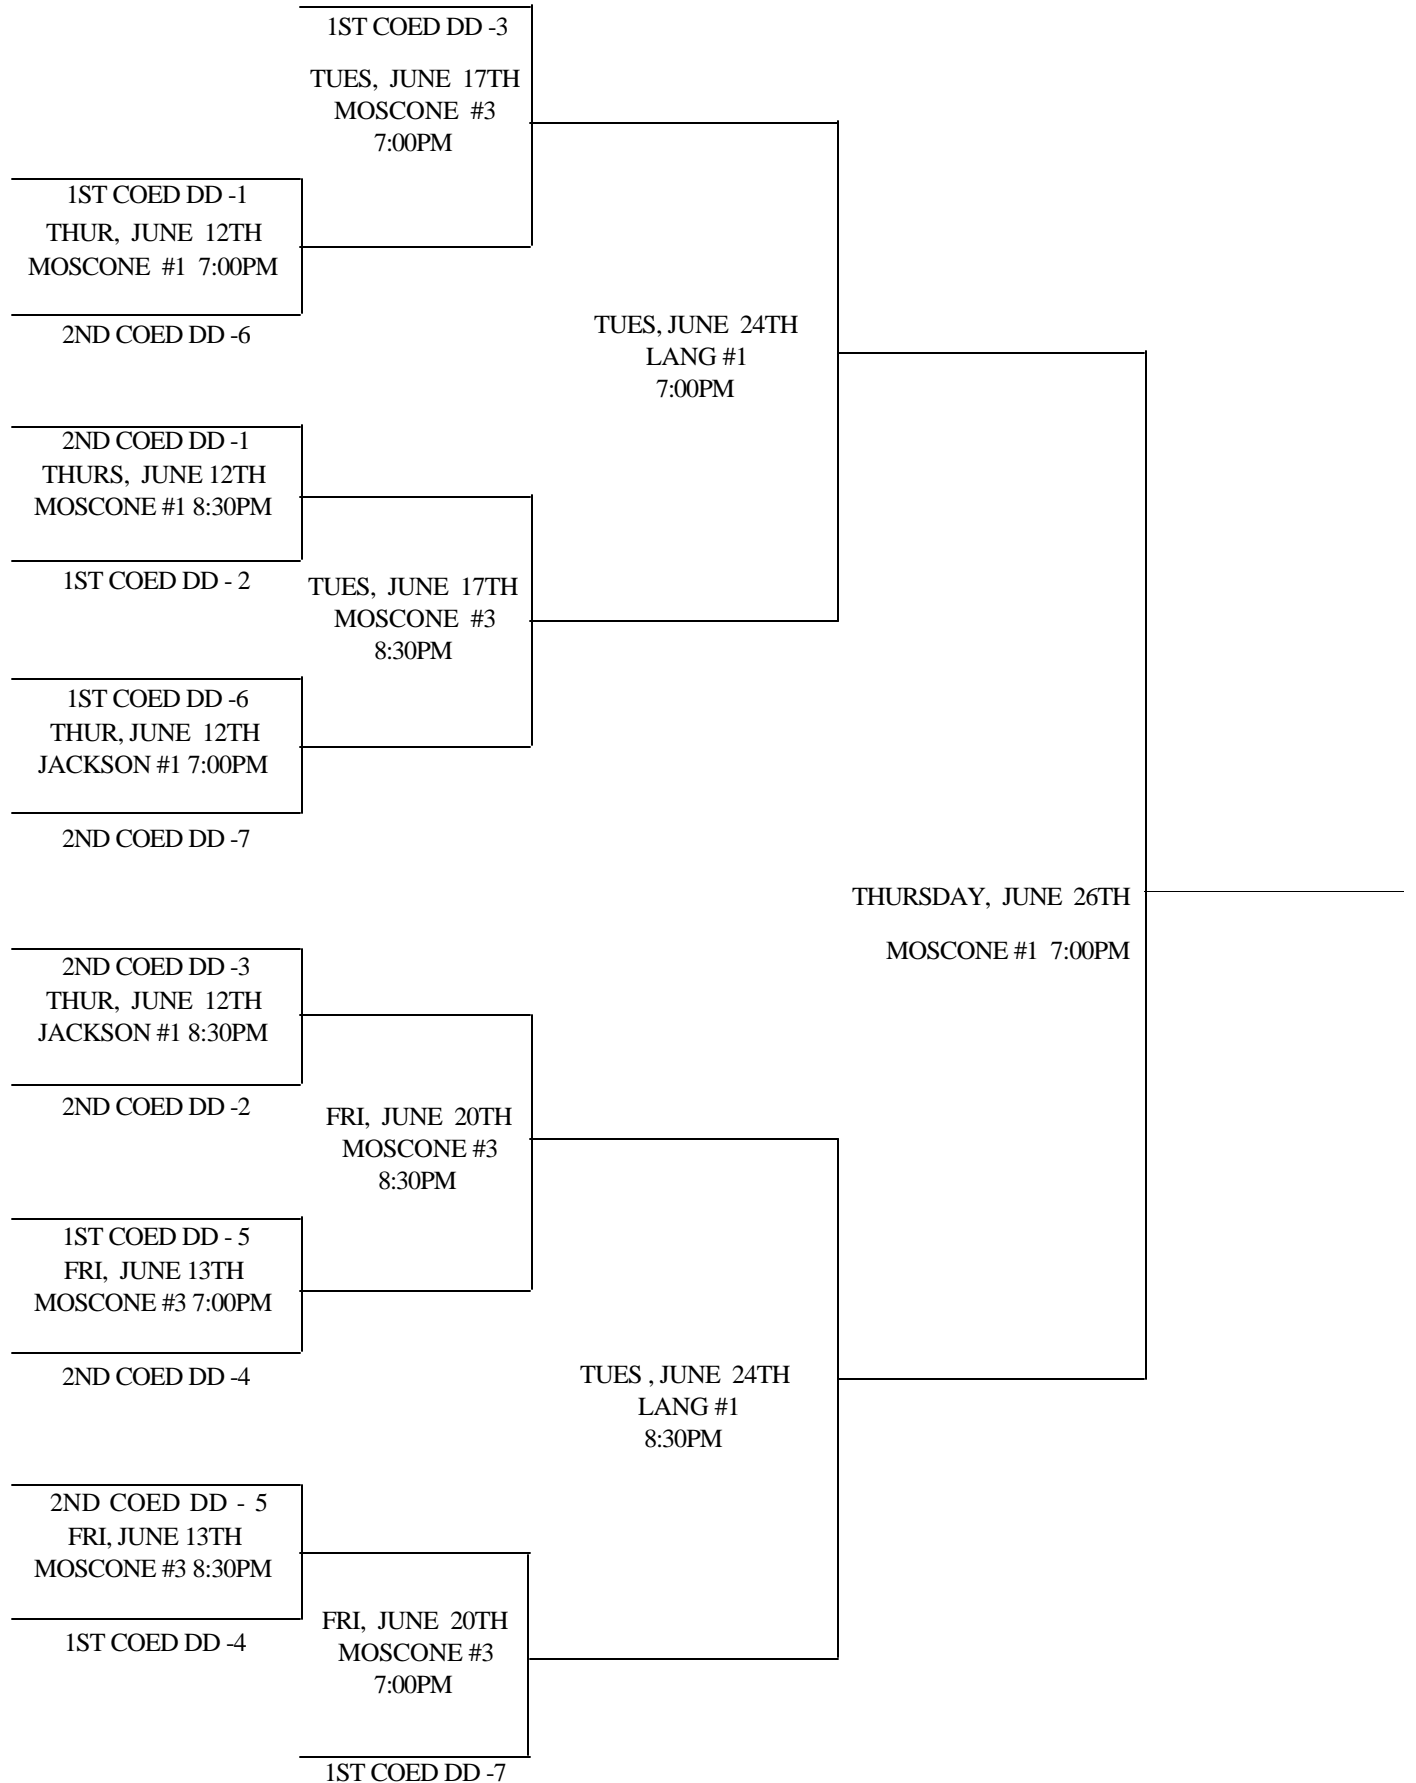 1ST COED DD -3
TUES, JUNE 17TH
MOSCONE #3
7:00PM
1ST COED DD -1
THUR, JUNE 12TH
MOSCONE #1 7:00PM
2ND COED DD -6
TUES, JUNE 24TH
LANG #1
7:00PM
2ND COED DD -1
THURS, JUNE 12TH
MOSCONE #1 8:30PM
1ST COED DD - 2
TUES, JUNE 17TH
MOSCONE #3
8:30PM
1ST COED DD -6
THUR, JUNE 12TH
JACKSON #1 7:00PM
2ND COED DD -7
THURSDAY, JUNE 26TH
MOSCONE #1 7:00PM
2ND COED DD -3
THUR, JUNE 12TH
JACKSON #1 8:30PM
2ND COED DD -2
FRI, JUNE 20TH
MOSCONE #3
8:30PM
1ST COED DD - 5
FRI, JUNE 13TH
MOSCONE #3 7:00PM
2ND COED DD -4
TUES , JUNE 24TH
LANG #1
8:30PM
2ND COED DD - 5
FRI, JUNE 13TH
MOSCONE #3 8:30PM
1ST COED DD -4
FRI, JUNE 20TH
MOSCONE #3
7:00PM
1ST COED DD -7